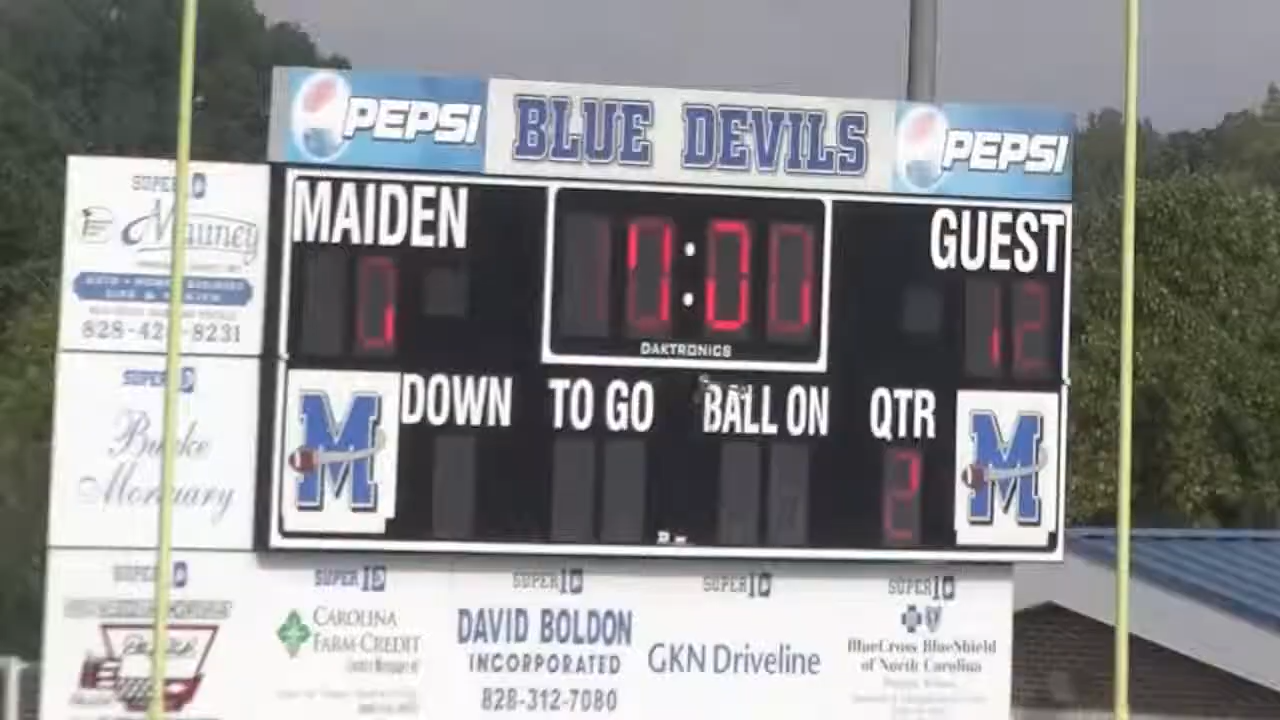 PEPSI BLUE DEVILS PEPSI
MAIDEN GUEST
0 12
DAKTRONICS
DOWN TO GO BALL ON QTR
M M
2
SUPER 10
Mauney
828-42 -8231
SUPER 10
Burke
Mortuary
SUPER 10 SUPER 10 SUPER 10 SUPER 10 SUPER 10
CAROLINA
FARM CREDIT
DAVID BOLDON
INCORPORATED
828-312-7080
GKN Driveline
BlueCross BlueShield
of North Carolina